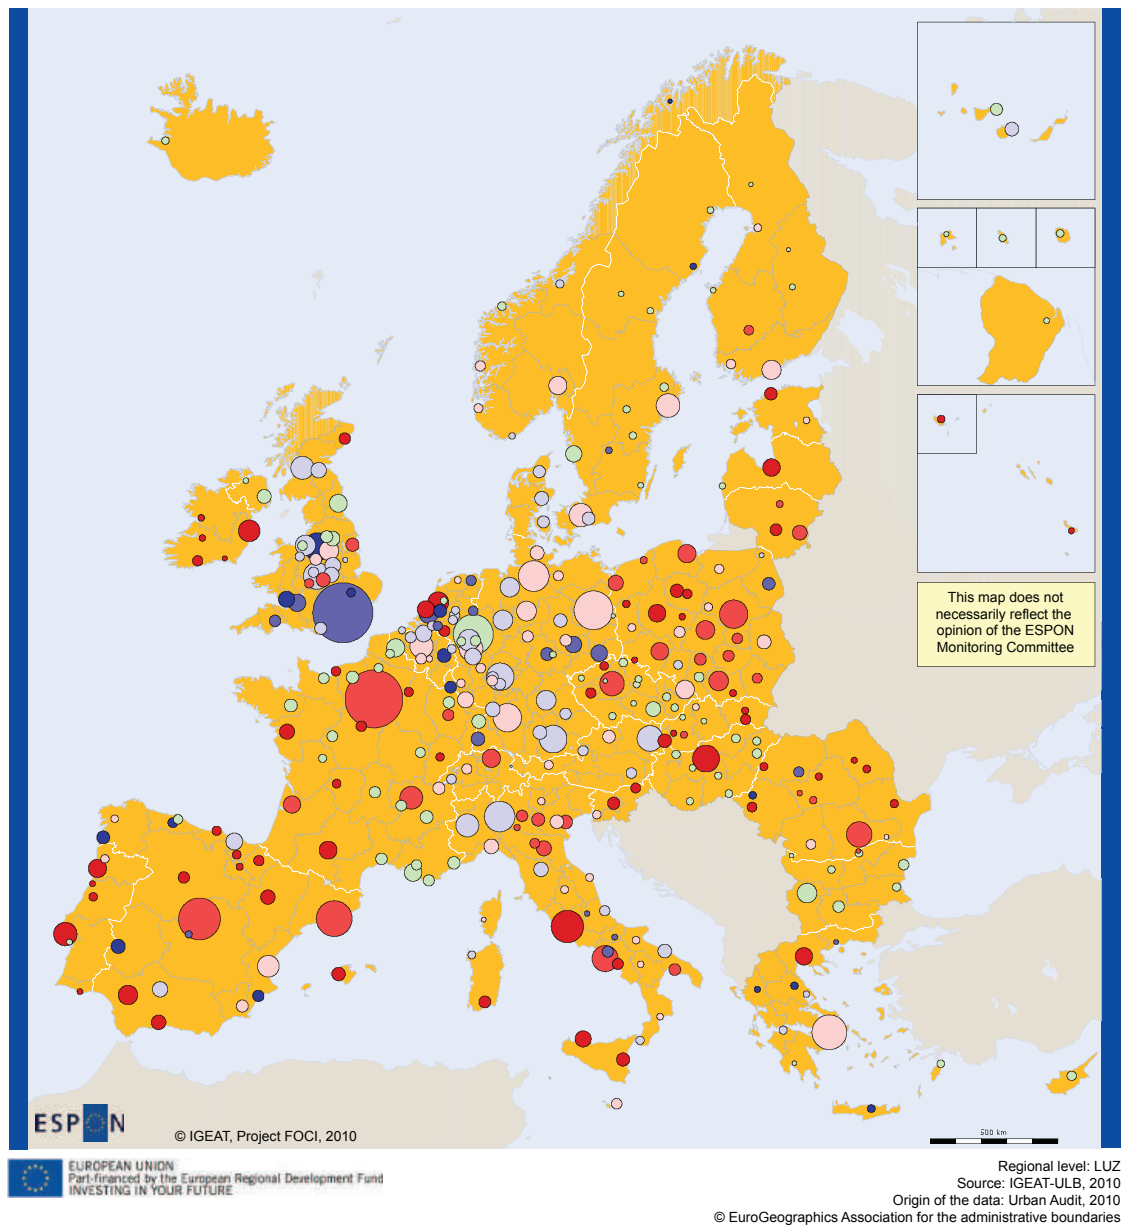 This map does not
necessarily reflect the
opinion of the ESPON
Monitoring Committee
ESPON
© IGEAT, Project FOCI, 2010
500 km
EUROPEAN UNION
Part-financed by the European Regional Development Fund
INVESTING IN YOUR FUTURE
Regional level: LUZ
Source: IGEAT-ULB, 2010
Origin of the data: Urban Audit, 2010
© EuroGeographics Association for the administrative boundaries